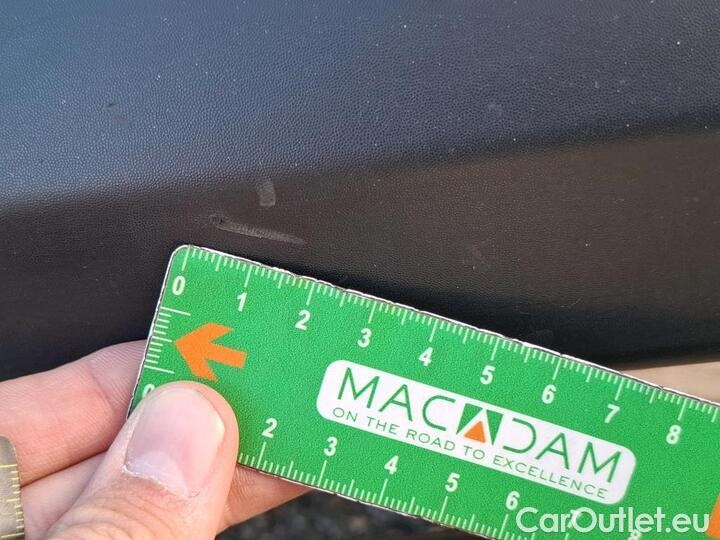 0 1 2 3 4 5 6 7 8
MACADAM
ON THE ROAD TO EXCELLENCE
2 3 4 5 6 7 8
CarOutlet.eu